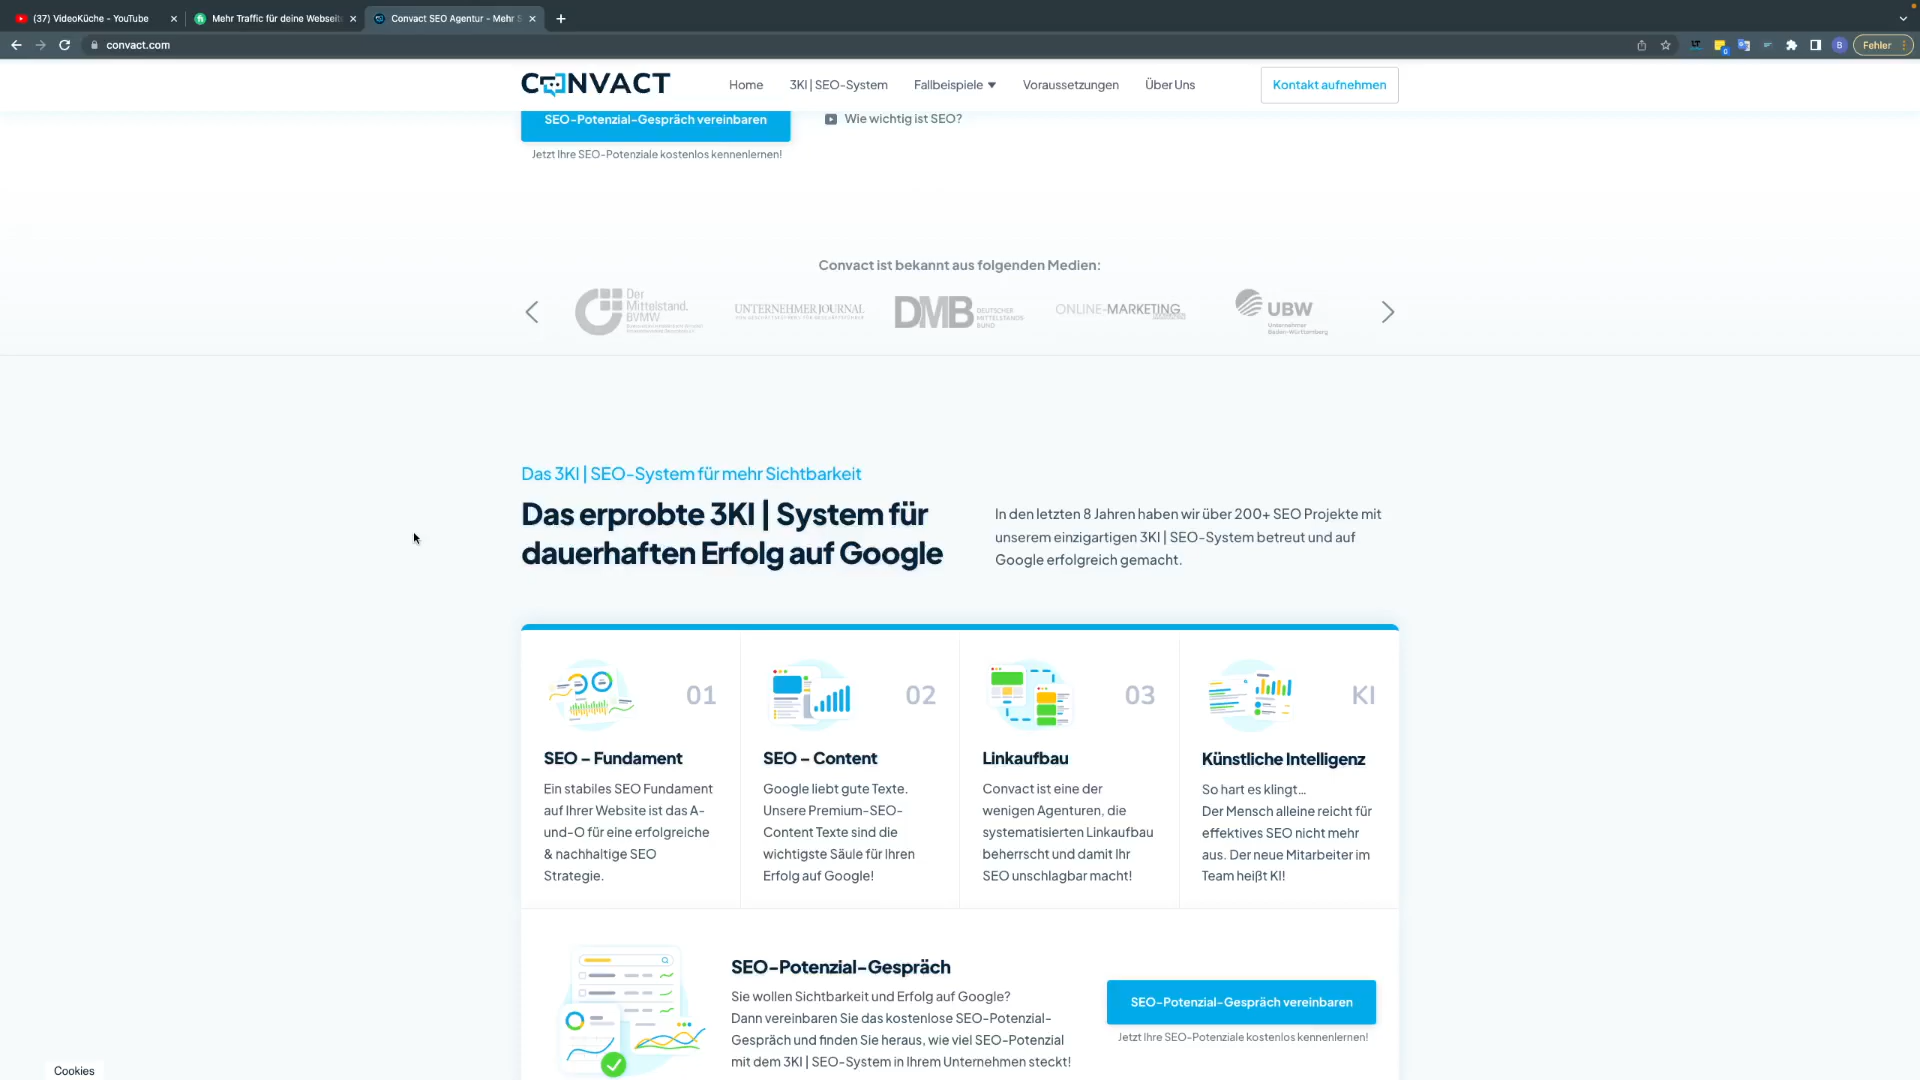 (37) VideoKüche - YouTube
Mehr Traffic für deine Webseit
Convact SEO Agentur - Mehr S
convact.com
B
Fehler
CONVACT
Home
3KI | SEO-System
Fallbeispiele
Voraussetzungen
Über Uns
Kontakt aufnehmen
SEO-Potenzial-Gespräch vereinbaren
Wie wichtig ist SEO?
Jetzt Ihre SEO-Potenziale kostenlos kennenlernen!
Convact ist bekannt aus folgenden Medien:
Der
Mittelstand.
BVMW
UNTERNEHMERJOURNAL
DMB
DEUTSCHER
MITTELSTANDS
BUND
ONLINE-MARKETING
UBW
Unternehmer
Baden-Württemberg
Das 3KI | SEO-System für mehr Sichtbarkeit
Das erprobte 3KI | System für
dauerhaften Erfolg auf Google
In den letzten 8 Jahren haben wir über 200+ SEO Projekte mit
unserem einzigartigen 3KI | SEO-System betreut und auf
Google erfolgreich gemacht.
01
SEO – Fundament
Ein stabiles SEO Fundament
auf Ihrer Website ist das A-
und-O für eine erfolgreiche
& nachhaltige SEO
Strategie.
02
SEO – Content
Google liebt gute Texte.
Unsere Premium-SEO-
Content Texte sind die
wichtigste Säule für Ihren
Erfolg auf Google!
03
Linkaufbau
Convact ist eine der
wenigen Agenturen, die
systematisierten Linkaufbau
beherrscht und damit Ihr
SEO unschlagbar macht!
KI
Künstliche Intelligenz
So hart es klingt…
Der Mensch alleine reicht für
effektives SEO nicht mehr
aus. Der neue Mitarbeiter im
Team heißt KI!
SEO-Potenzial-Gespräch
Sie wollen Sichtbarkeit und Erfolg auf Google?
Dann vereinbaren Sie das kostenlose SEO-Potenzial-
Gespräch und finden Sie heraus, wie viel SEO-Potenzial
mit dem 3KI | SEO-System in Ihrem Unternehmen steckt!
SEO-Potenzial-Gespräch vereinbaren
Jetzt Ihre SEO-Potenziale kostenlos kennenlernen!
Cookies